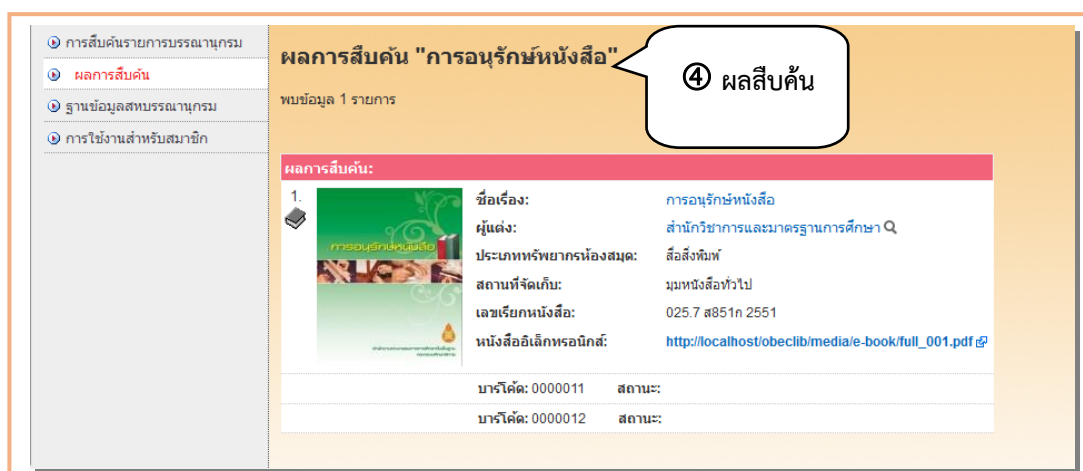 การสืบค้นรายการบรรณานุกรม
ผลการสืบค้น
ฐานข้อมูลสหบรรณานุกรม
การใช้งานสำหรับสมาชิก
ผลการสืบค้น "การอนุรักษ์หนังสือ"
④ ผลสืบค้น
พบข้อมูล 1 รายการ
ผลการสืบค้น:
1.
การอนุรักษ์หนังสือ
ชื่อเรื่อง: การอนุรักษ์หนังสือ
ผู้แต่ง: สำนักวิชาการและมาตรฐานการศึกษา
ประเภททรัพยากรห้องสมุด: สื่อสิ่งพิมพ์
สถานที่จัดเก็บ: มุมหนังสือทั่วไป
เลขเรียกหนังสือ: 025.7 ส851ก 2551
หนังสืออิเล็กทรอนิกส์: http://localhost/obeclib/media/e-book/full_001.pdf
บาร์โค้ด: 0000011 สถานะ:
บาร์โค้ด: 0000012 สถานะ: